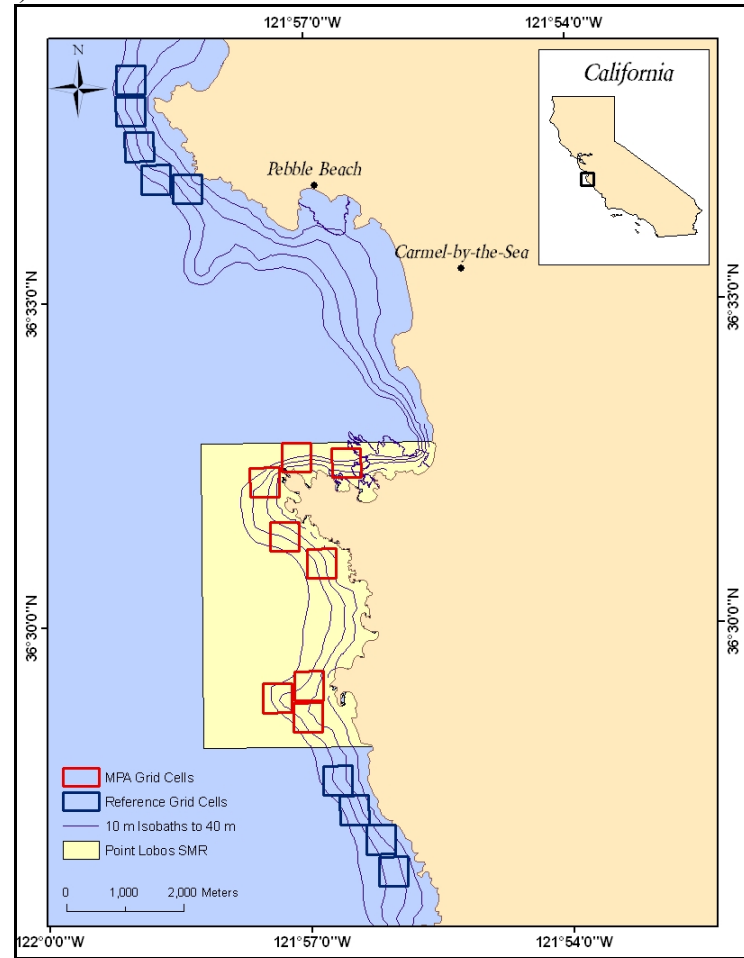 )
121°57'0"W 121°54'0"W
N
California
Pebble Beach
Carmel-by-the-Sea
36°33'0"N 36°33'0"N
36°30'0"N 36°30'0"N
MPA Grid Cells
Reference Grid Cells
10 m Isobaths to 40 m
Point Lobos SMR
0 1,000 2,000 Meters
122°0'0"W 121°57'0"W 121°54'0"W